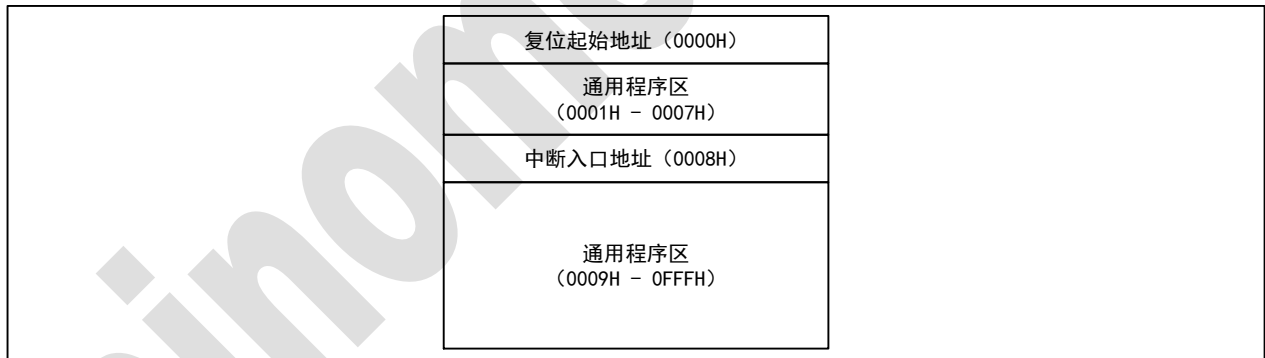 复位起始地址（0000H）
通用程序区
（0001H - 0007H）
中断入口地址（0008H）
通用程序区
（0009H - 0FFFH）